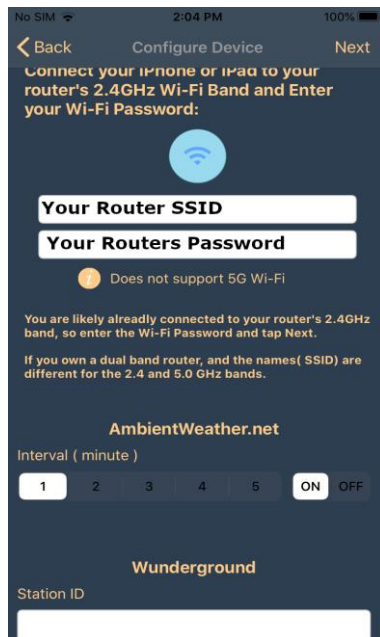 No SIM 2:04 PM 100%
Back Configure Device Next
Connect your iPhone or iPad to your
router's 2.4GHz Wi-Fi Band and Enter
your Wi-Fi Password:
Your Router SSID
Your Routers Password
i Does not support 5G Wi-Fi
You are likely alreadly connected to your router's 2.4GHz
band, so enter the Wi-Fi Password and tap Next.
If you own a dual band router, and the names( SSID) are
different for the 2.4 and 5.0 GHz bands.
AmbientWeather.net
Interval ( minute )
1 2 3 4 5 ON OFF
Wunderground
Station ID